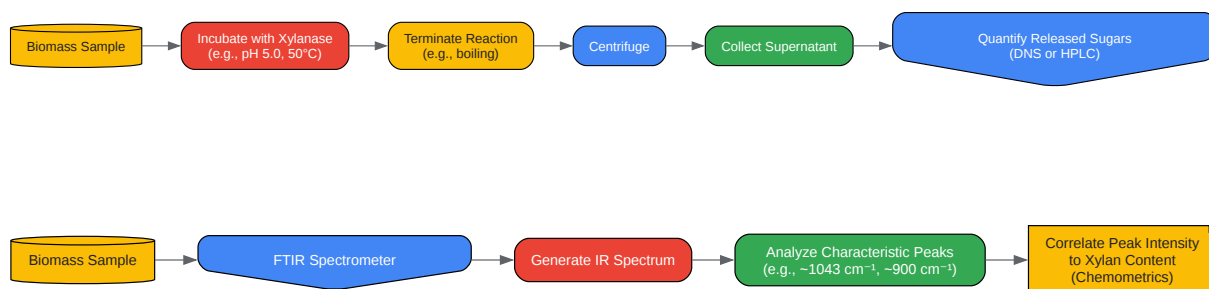 Biomass Sample
Incubate with Xylanase
(e.g., pH 5.0, 50°C)
Terminate Reaction
(e.g., boiling)
Centrifuge
Collect Supernatant
Quantify Released Sugars
(DNS or HPLC)
Biomass Sample
FTIR Spectrometer
Generate IR Spectrum
Analyze Characteristic Peaks
(e.g., ~1043 cm⁻¹, ~900 cm⁻¹)
Correlate Peak Intensity
to Xylan Content
(Chemometrics)